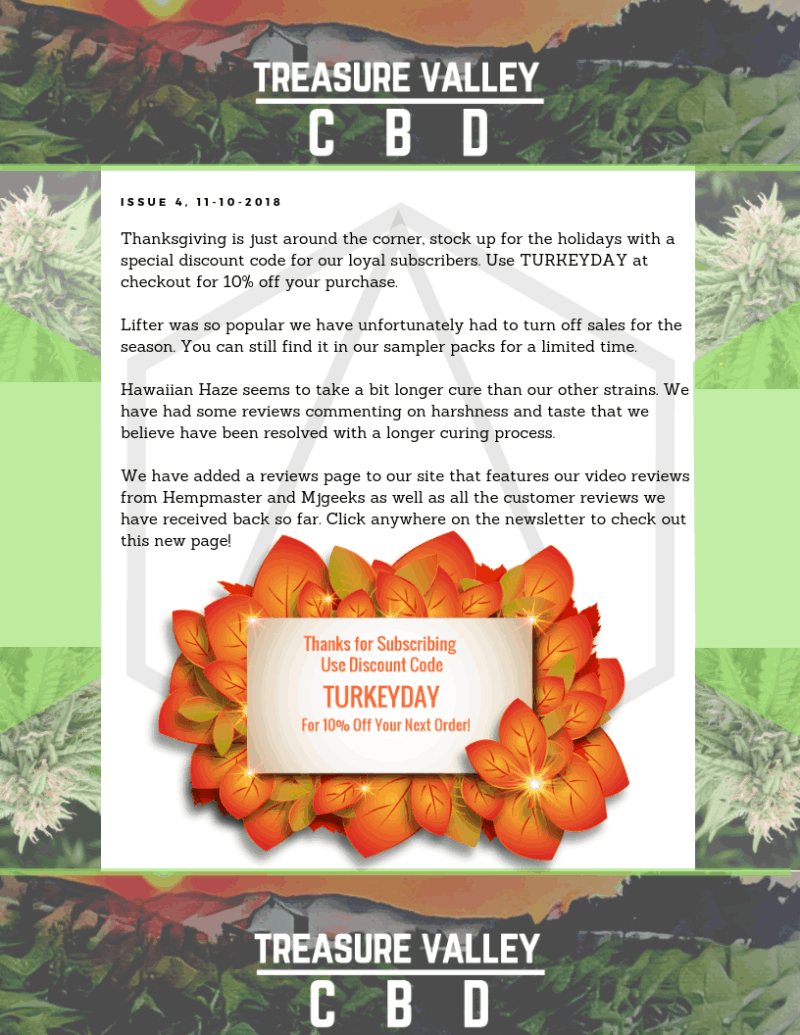 TREASURE VALLEY
CBD
ISSUE 4, 11-10-2018
Thanksgiving is just around the corner, stock up for the holidays with a
special discount code for our loyal subscribers. Use TURKEYDAY at
checkout for 10% off your purchase.
Lifter was so popular we have unfortunately had to turn off sales for the
season. You can still find it in our sampler packs for a limited time.
Hawaiian Haze seems to take a bit longer cure than our other strains. We
have had some reviews commenting on harshness and taste that we
believe have been resolved with a longer curing process.
We have added a reviews page to our site that features our video reviews
from Hempmaster and Mjgeeks as well as all the customer reviews we
have received back so far. Click anywhere on the newsletter to check out
this new page!
Thanks for Subscribing
Use Discount Code
TURKEYDAY
For 10% Off Your Next Order!
TREASURE VALLEY
CBD